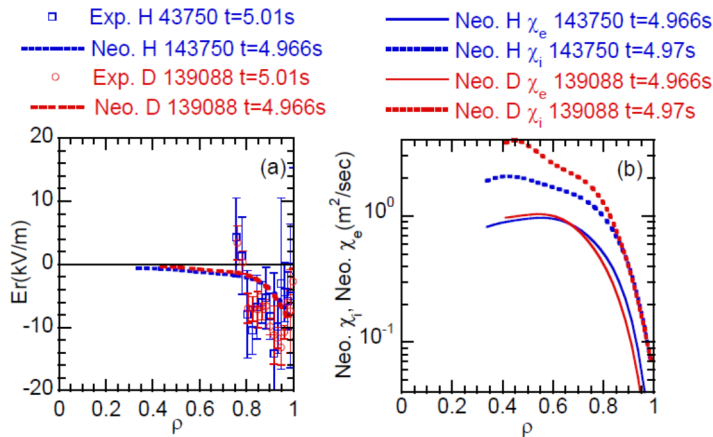 Exp. H 43750 t=5.01s
Neo. H 143750 t=4.966s
Exp. D 139088 t=5.01s
Neo. D 139088 t=4.966s
Neo. H χe 143750 t=4.966s
Neo. H χi 143750 t=4.97s
Neo. D χe 139088 t=4.966s
Neo. D χi 139088 t=4.97s
(a)
Er(kV/m)
20
10
0
-10
-20
0 0.2 0.4 0.6 0.8 1
ρ
(b)
Neo. χi, Neo. χe(m²/sec)
10⁰
10⁻¹
0 0.2 0.4 0.6 0.8 1
ρ